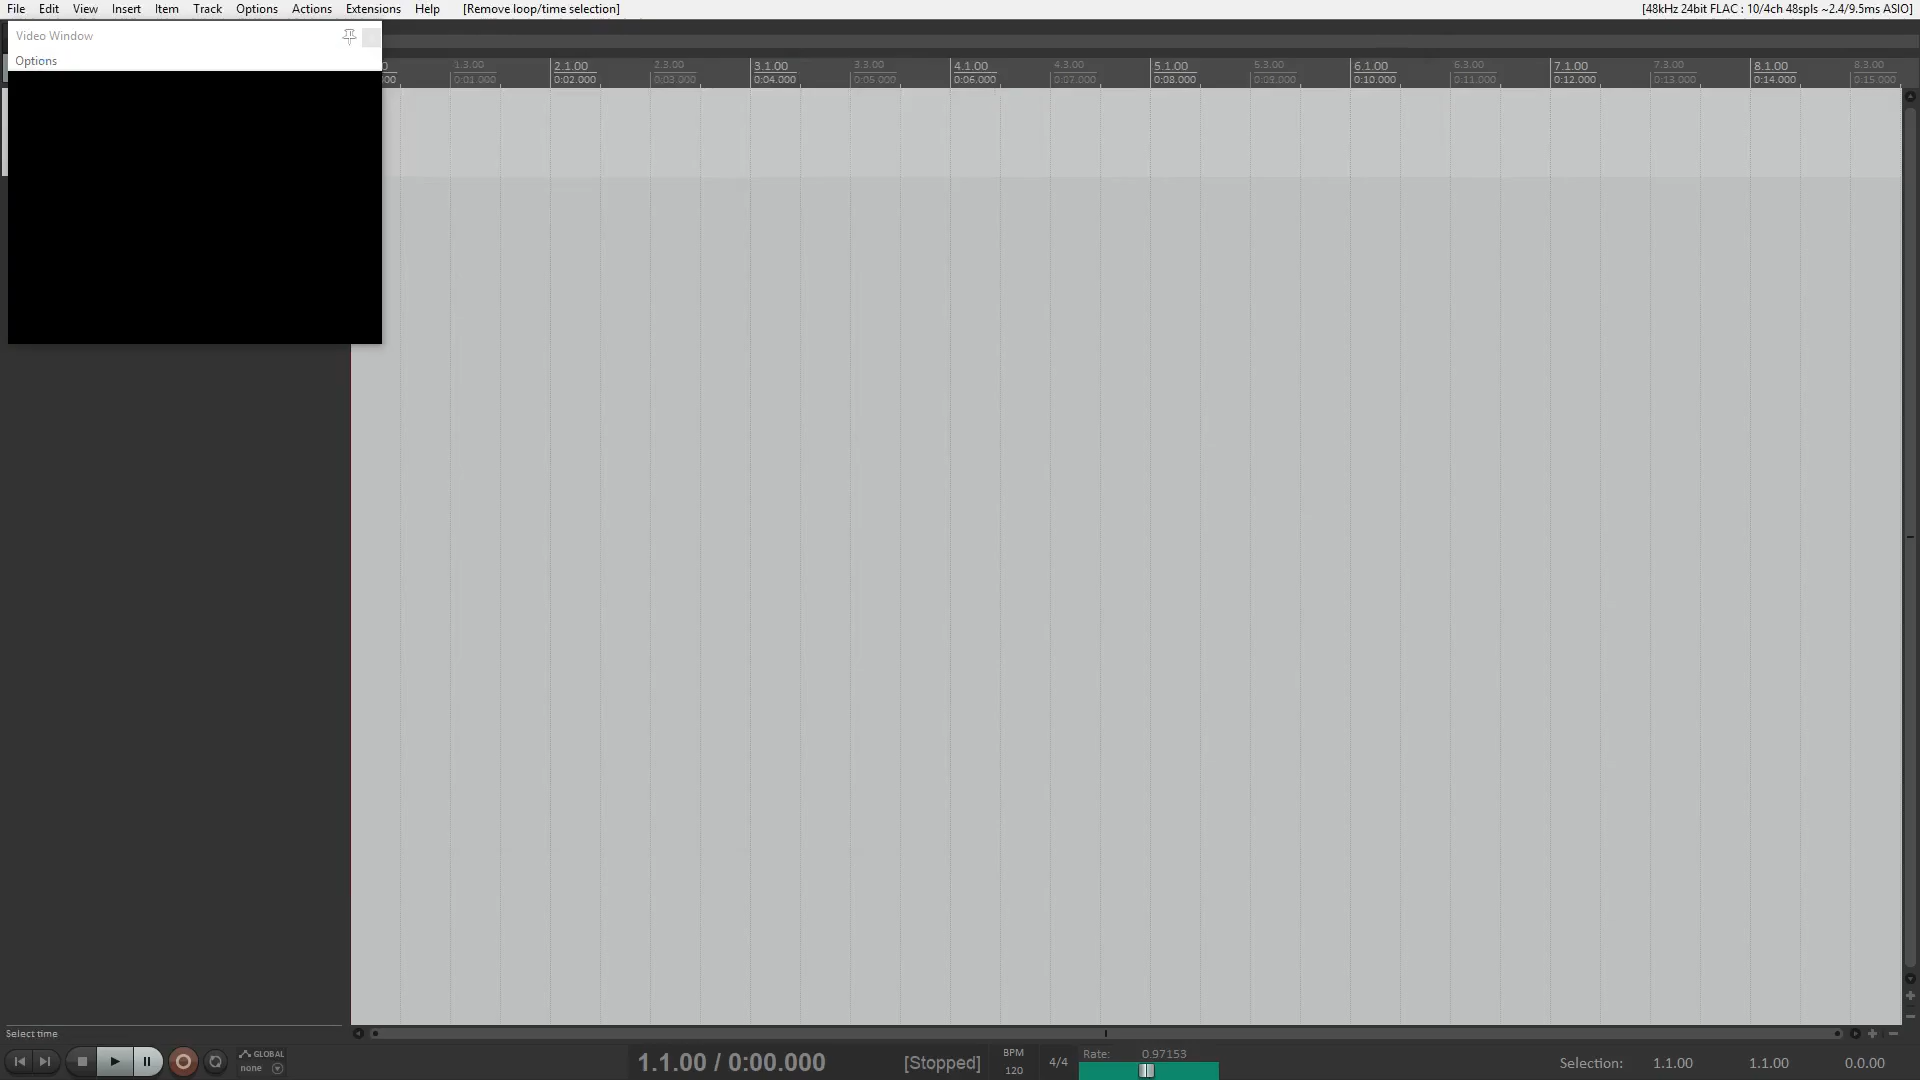 File Edit View Insert Item Track Options Actions Extensions Help [Remove loop/time selection] [48kHz 24bit FLAC : 10/4ch 48spls ~2.4/9.5ms ASIO]
Video Window
Options
1.3.00 2.1.00 2.3.00 3.1.00 3.3.00 4.1.00 4.3.00 5.1.00 5.3.00 6.1.00 6.3.00 7.1.00 7.3.00 8.1.00 8.3.00
0:01.000 0:02.000 0:03.000 0:04.000 0:05.000 0:06.000 0:07.000 0:08.000 0:09.000 0:10.000 0:11.000 0:12.000 0:13.000 0:14.000 0:15.000
Select time
GLOBAL
none
1.1.00 / 0:00.000 [Stopped]
BPM
120
4/4
Rate: 0.97153
Selection: 1.1.00 1.1.00 0.0.00